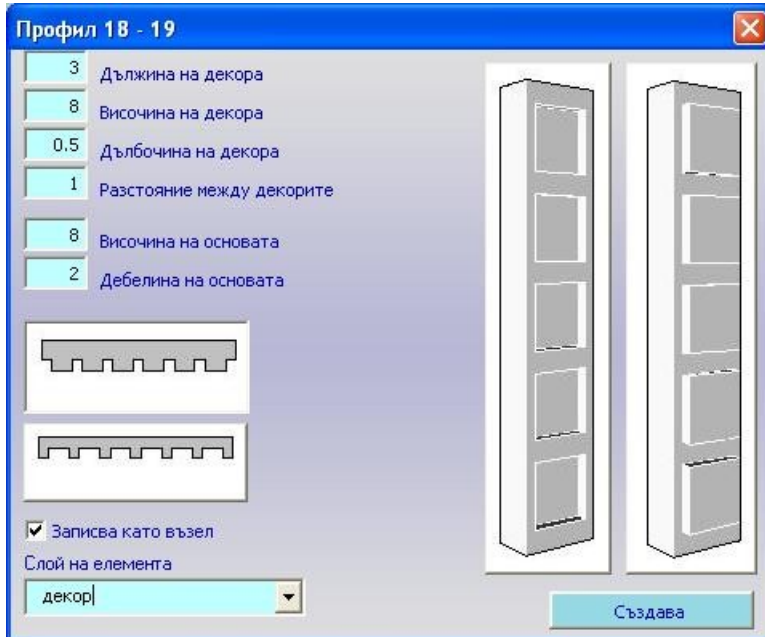 Профил 18 - 19
3 Дължина на декора
8 Височина на декора
0.5 Дълбочина на декора
1 Разстояние между декорите
8 Височина на основата
2 Дебелина на основата
Записва като възел
Слой на елемента
декор
Създава